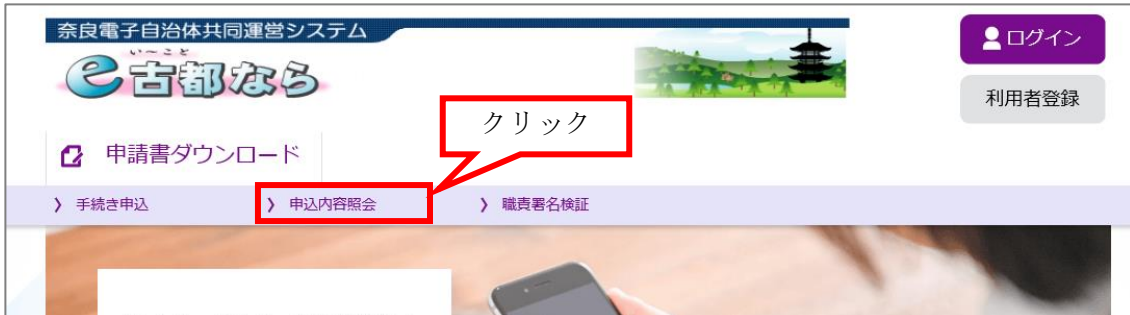 奈良電子自治体共同運営システム
い~こと
e古都なら
ログイン
利用者登録
クリック
申請書ダウンロード
手続き申込
申込内容照会
職責署名検証